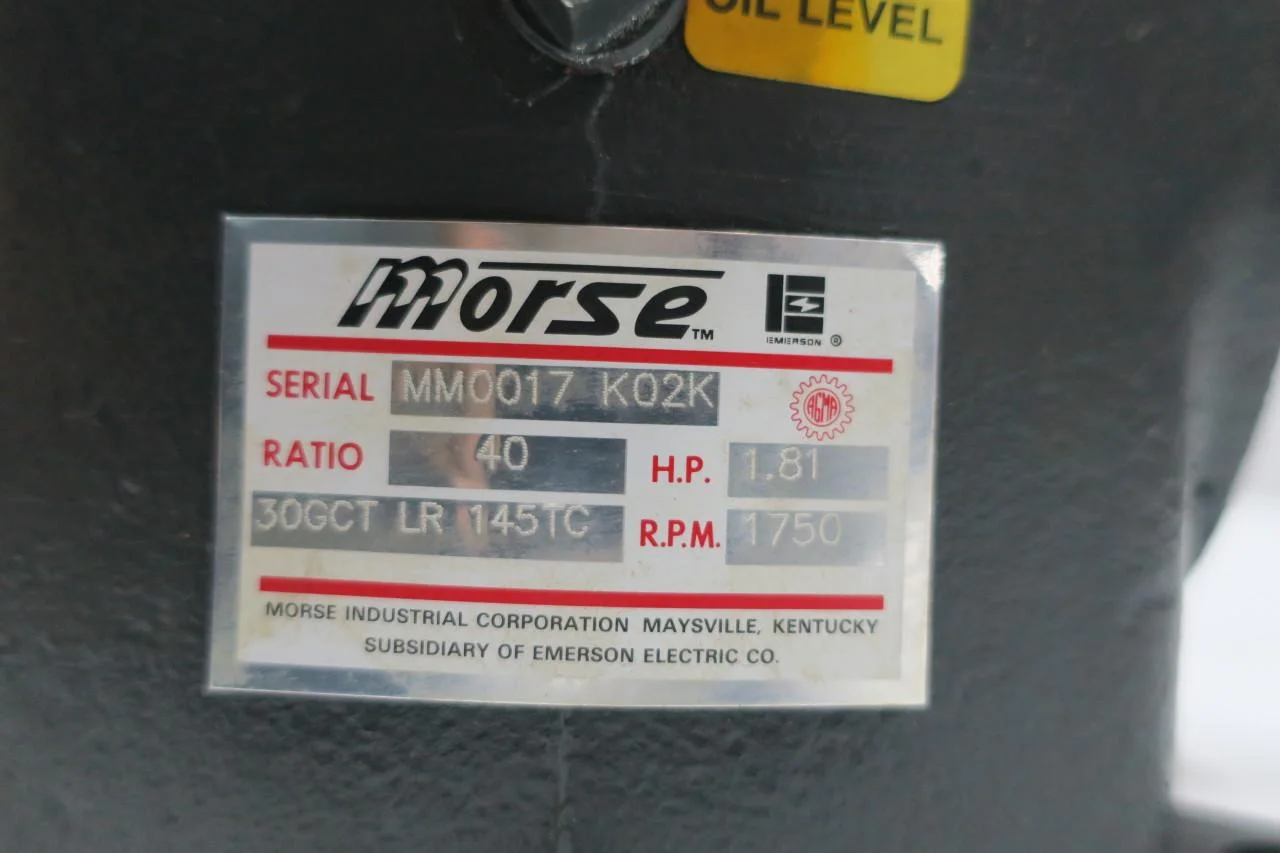 OIL LEVEL
morse™
EMERSON ®
SERIAL MM0017 K02K
AGMA
RATIO 40
H.P. 1.81
30GCT LR 145TC
R.P.M. 1750
MORSE INDUSTRIAL CORPORATION MAYSVILLE, KENTUCKY
SUBSIDIARY OF EMERSON ELECTRIC CO.